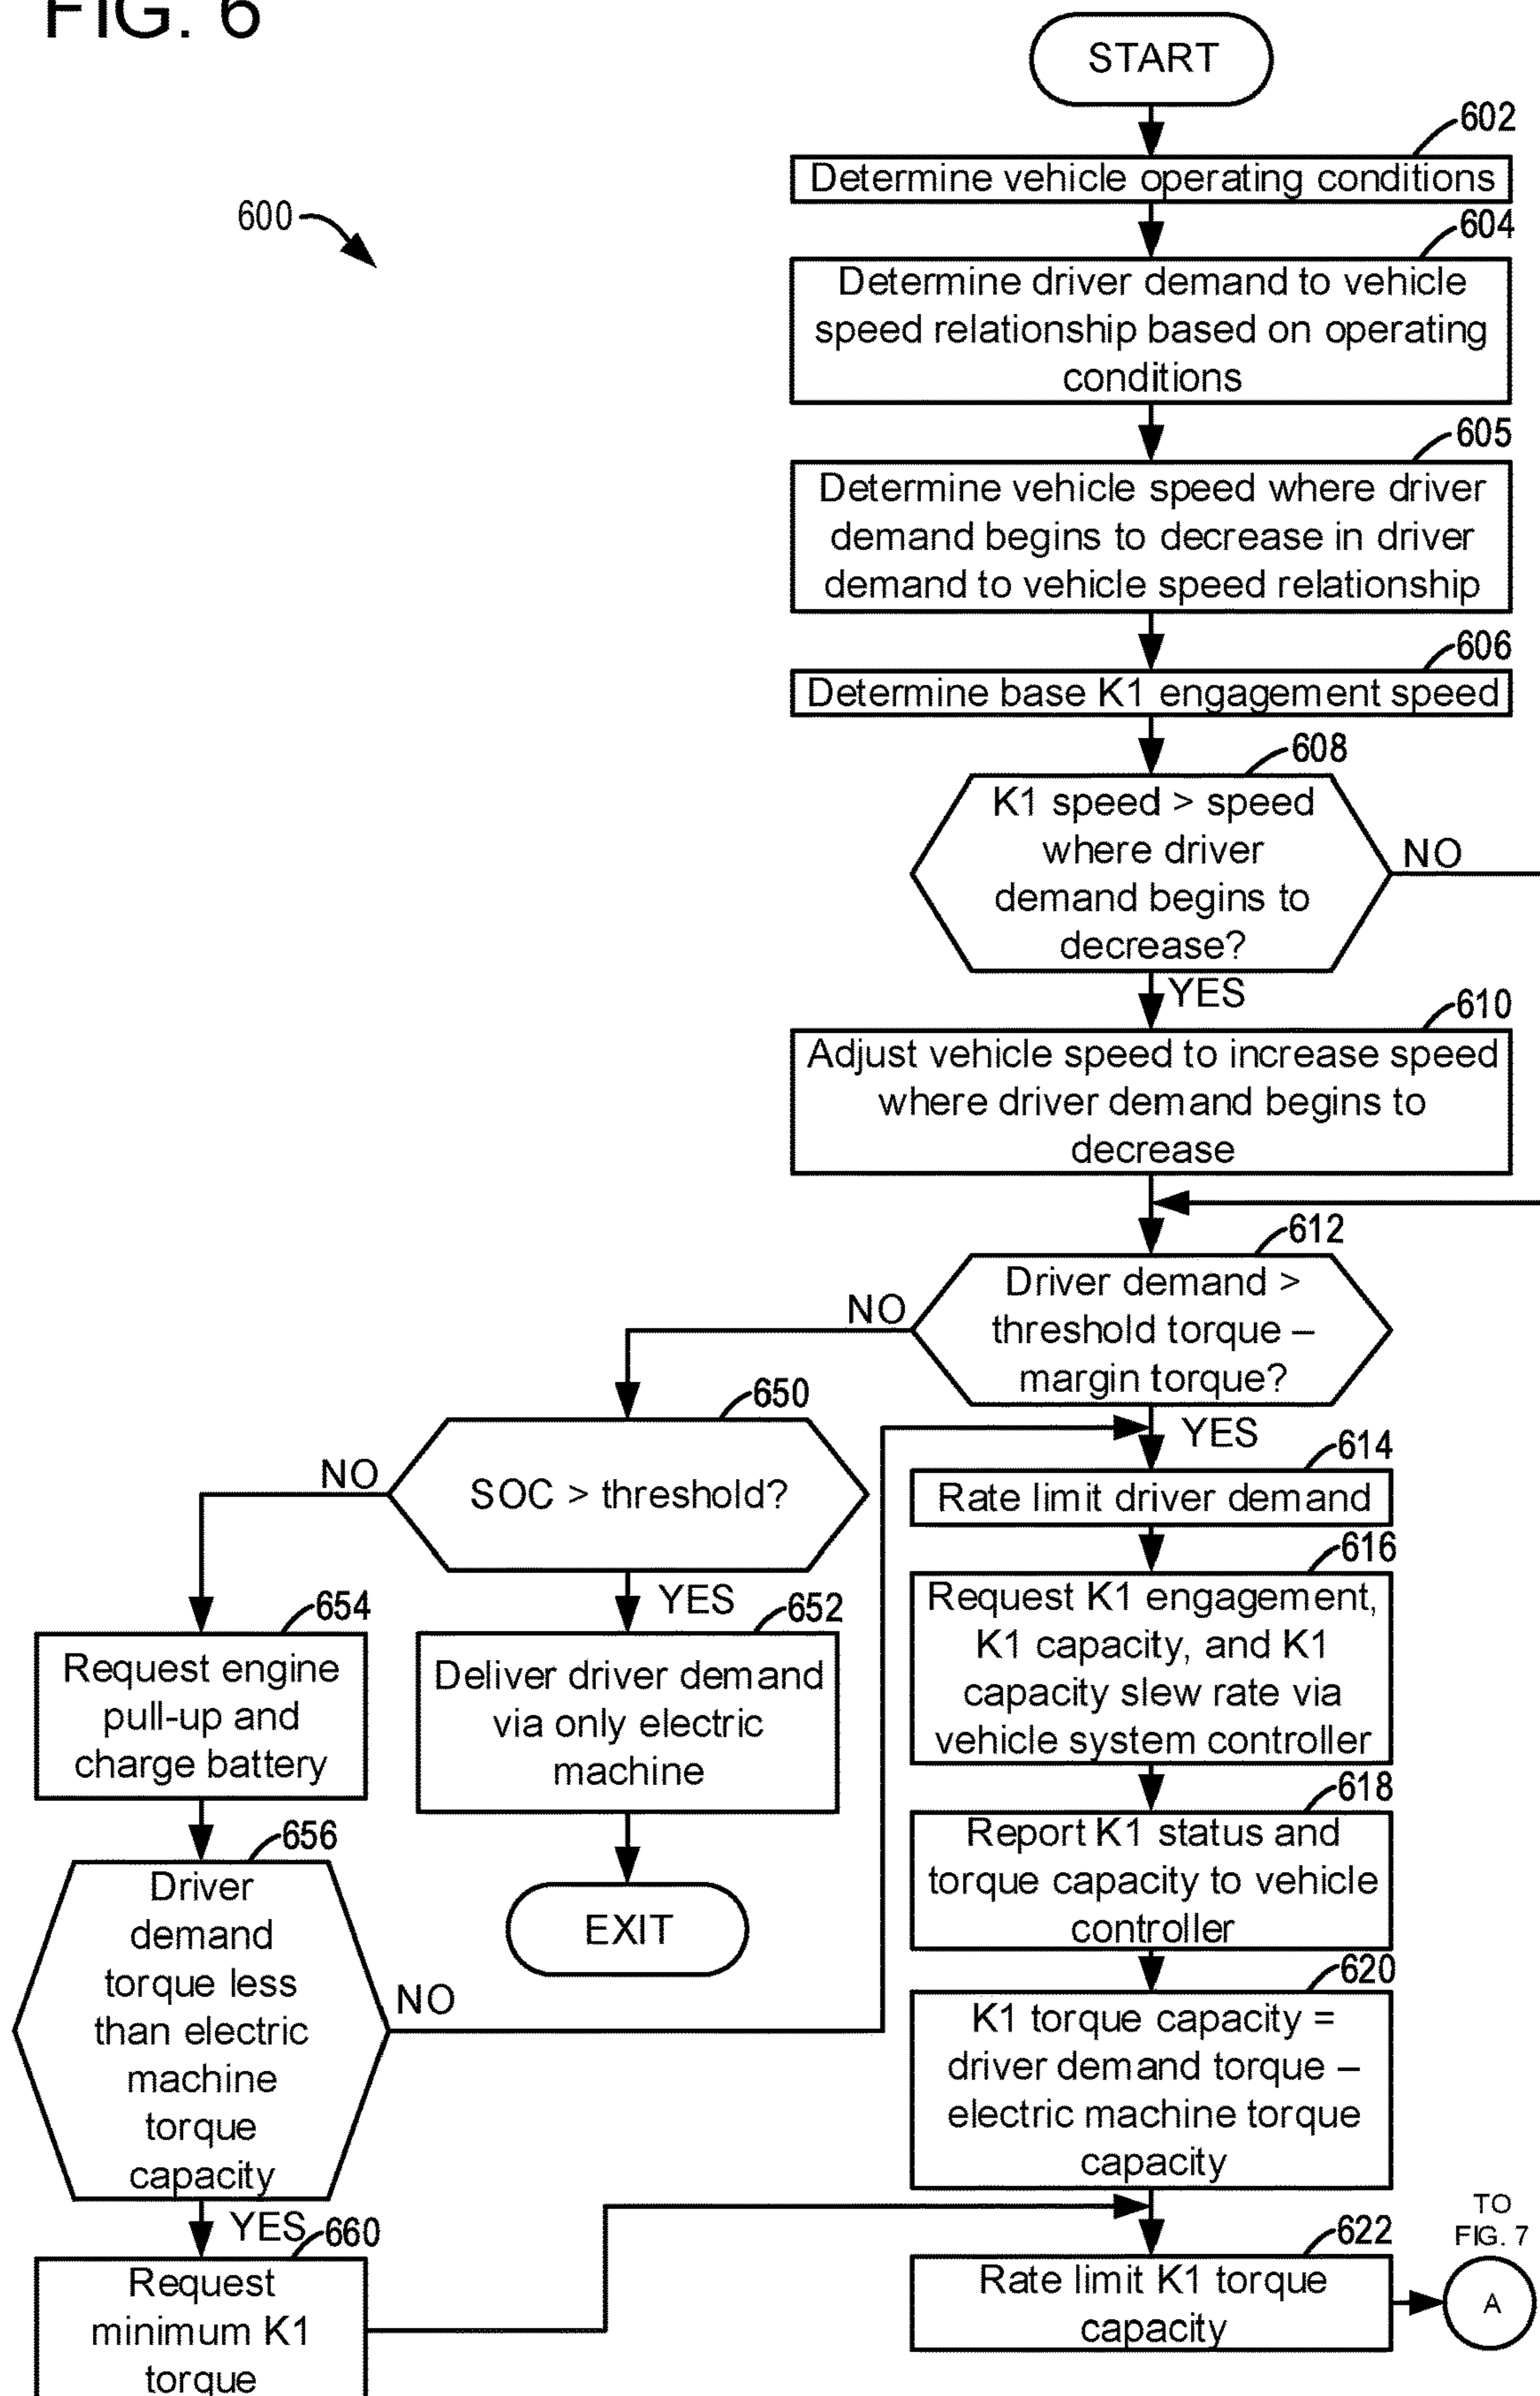 FIG. 6
START
602
Determine vehicle operating conditions
600
604
Determine driver demand to vehicle
speed relationship based on operating
conditions
605
Determine vehicle speed where driver
demand begins to decrease in driver
demand to vehicle speed relationship
606
Determine base K1 engagement speed
608
K1 speed > speed
where driver
demand begins to
decrease?
NO
YES
610
Adjust vehicle speed to increase speed
where driver demand begins to
decrease
612
Driver demand >
threshold torque –
margin torque?
NO
YES
650
SOC > threshold?
NO
YES
614
Rate limit driver demand
616
Request K1 engagement,
K1 capacity, and K1
capacity slew rate via
vehicle system controller
654
Request engine
pull-up and
charge battery
652
Deliver driver demand
via only electric
machine
EXIT
618
Report K1 status and
torque capacity to vehicle
controller
656
Driver
demand
torque less
than electric
machine
torque
capacity
NO
YES
620
K1 torque capacity =
driver demand torque –
electric machine torque
capacity
660
Request
minimum K1
torque
622
Rate limit K1 torque
capacity
TO
FIG. 7
A